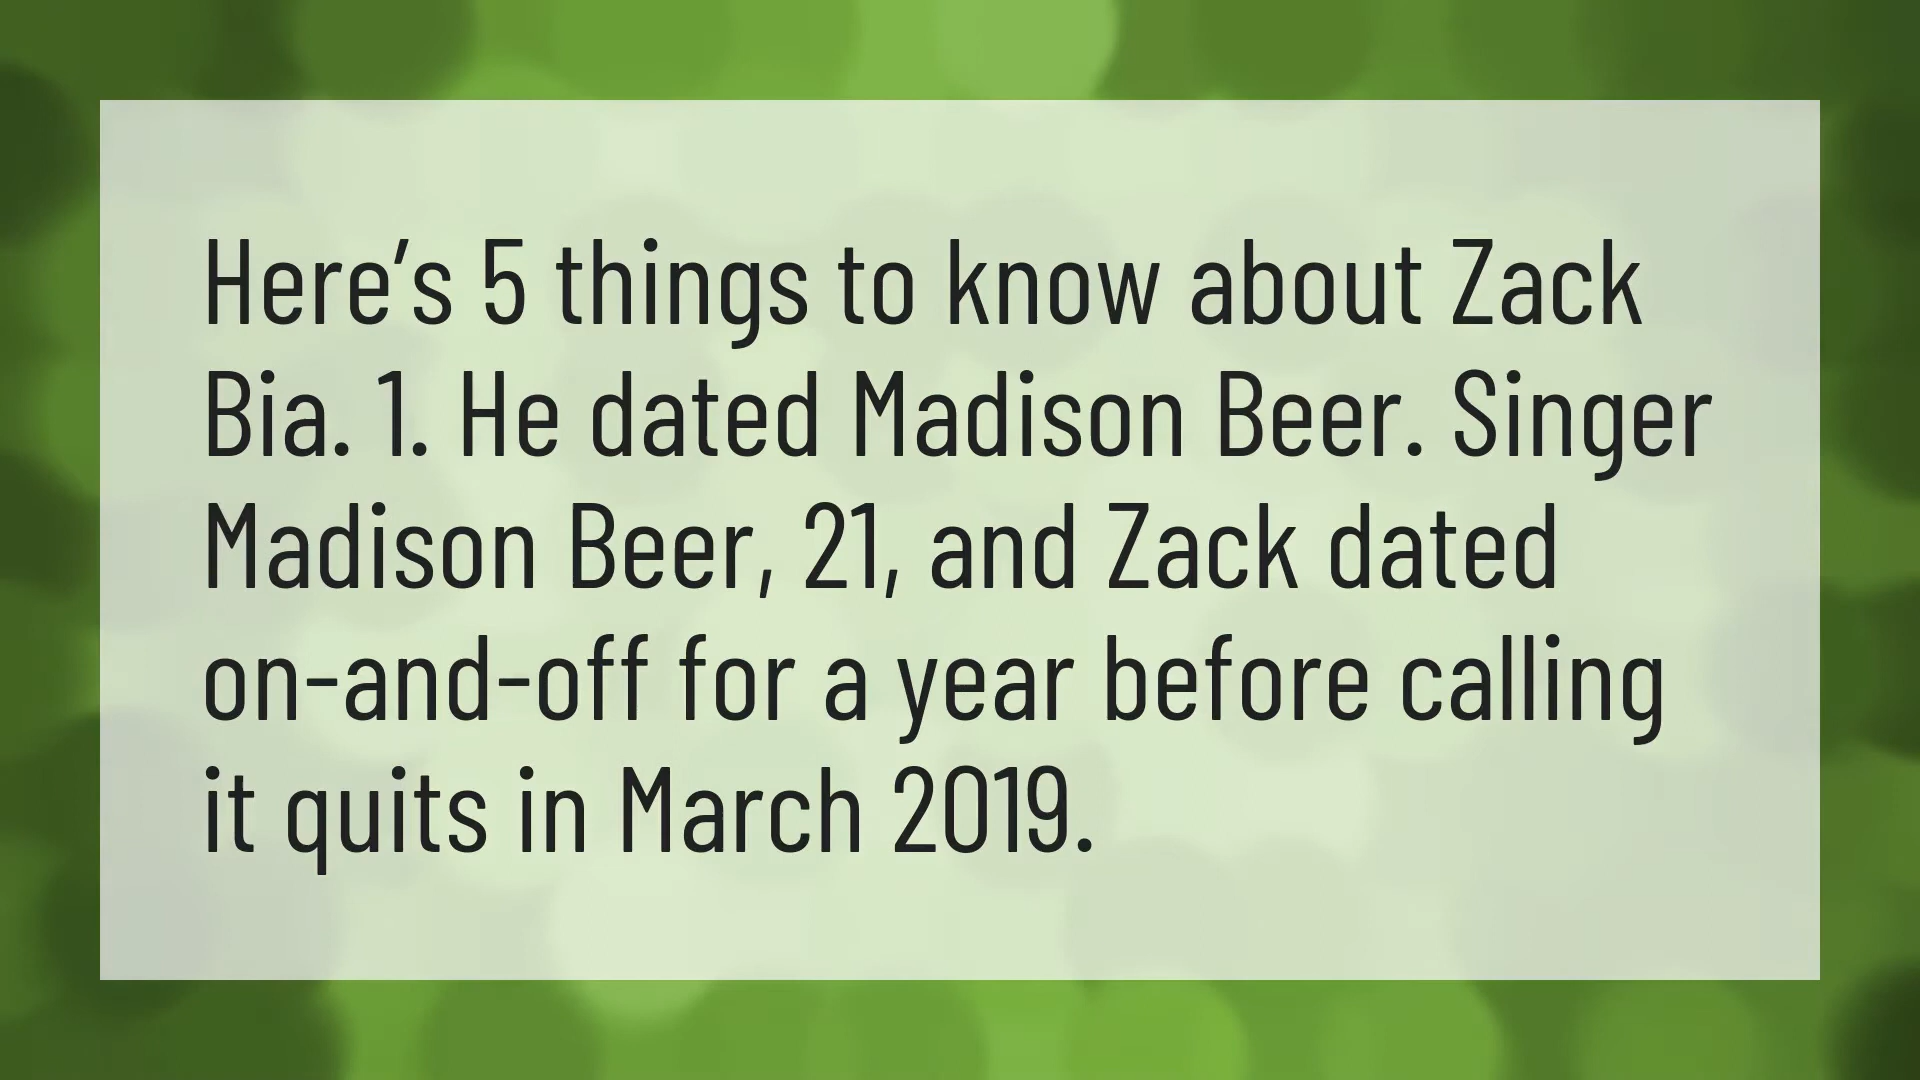 Here’s 5 things to know about Zack
Bia. 1. He dated Madison Beer. Singer
Madison Beer, 21, and Zack dated
on-and-off for a year before calling
it quits in March 2019.